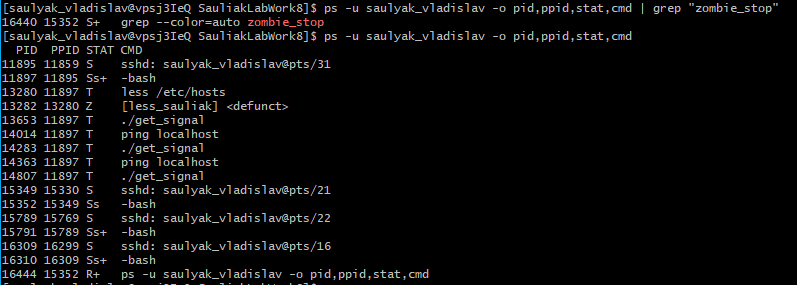 [saulyak_vladislav@vpsj3IeQ SauliakLabWork8]$ ps -u saulyak_vladislav -o pid,ppid,stat,cmd | grep "zombie_stop"
16440 15352 S+   grep --color=auto zombie_stop
[saulyak_vladislav@vpsj3IeQ SauliakLabWork8]$ ps -u saulyak_vladislav -o pid,ppid,stat,cmd
  PID  PPID STAT CMD
11895 11859 S    sshd: saulyak_vladislav@pts/31
11897 11895 Ss+  -bash
13280 11897 T    less /etc/hosts
13282 13280 Z    [less_sauliak] <defunct>
13653 11897 T    ./get_signal
14014 11897 T    ping localhost
14283 11897 T    ./get_signal
14363 11897 T    ping localhost
14807 11897 T    ./get_signal
15349 15330 S    sshd: saulyak_vladislav@pts/21
15352 15349 Ss   -bash
15789 15769 S    sshd: saulyak_vladislav@pts/22
15791 15789 Ss+  -bash
16309 16299 S    sshd: saulyak_vladislav@pts/16
16310 16309 Ss+  -bash
16444 15352 R+   ps -u saulyak_vladislav -o pid,ppid,stat,cmd